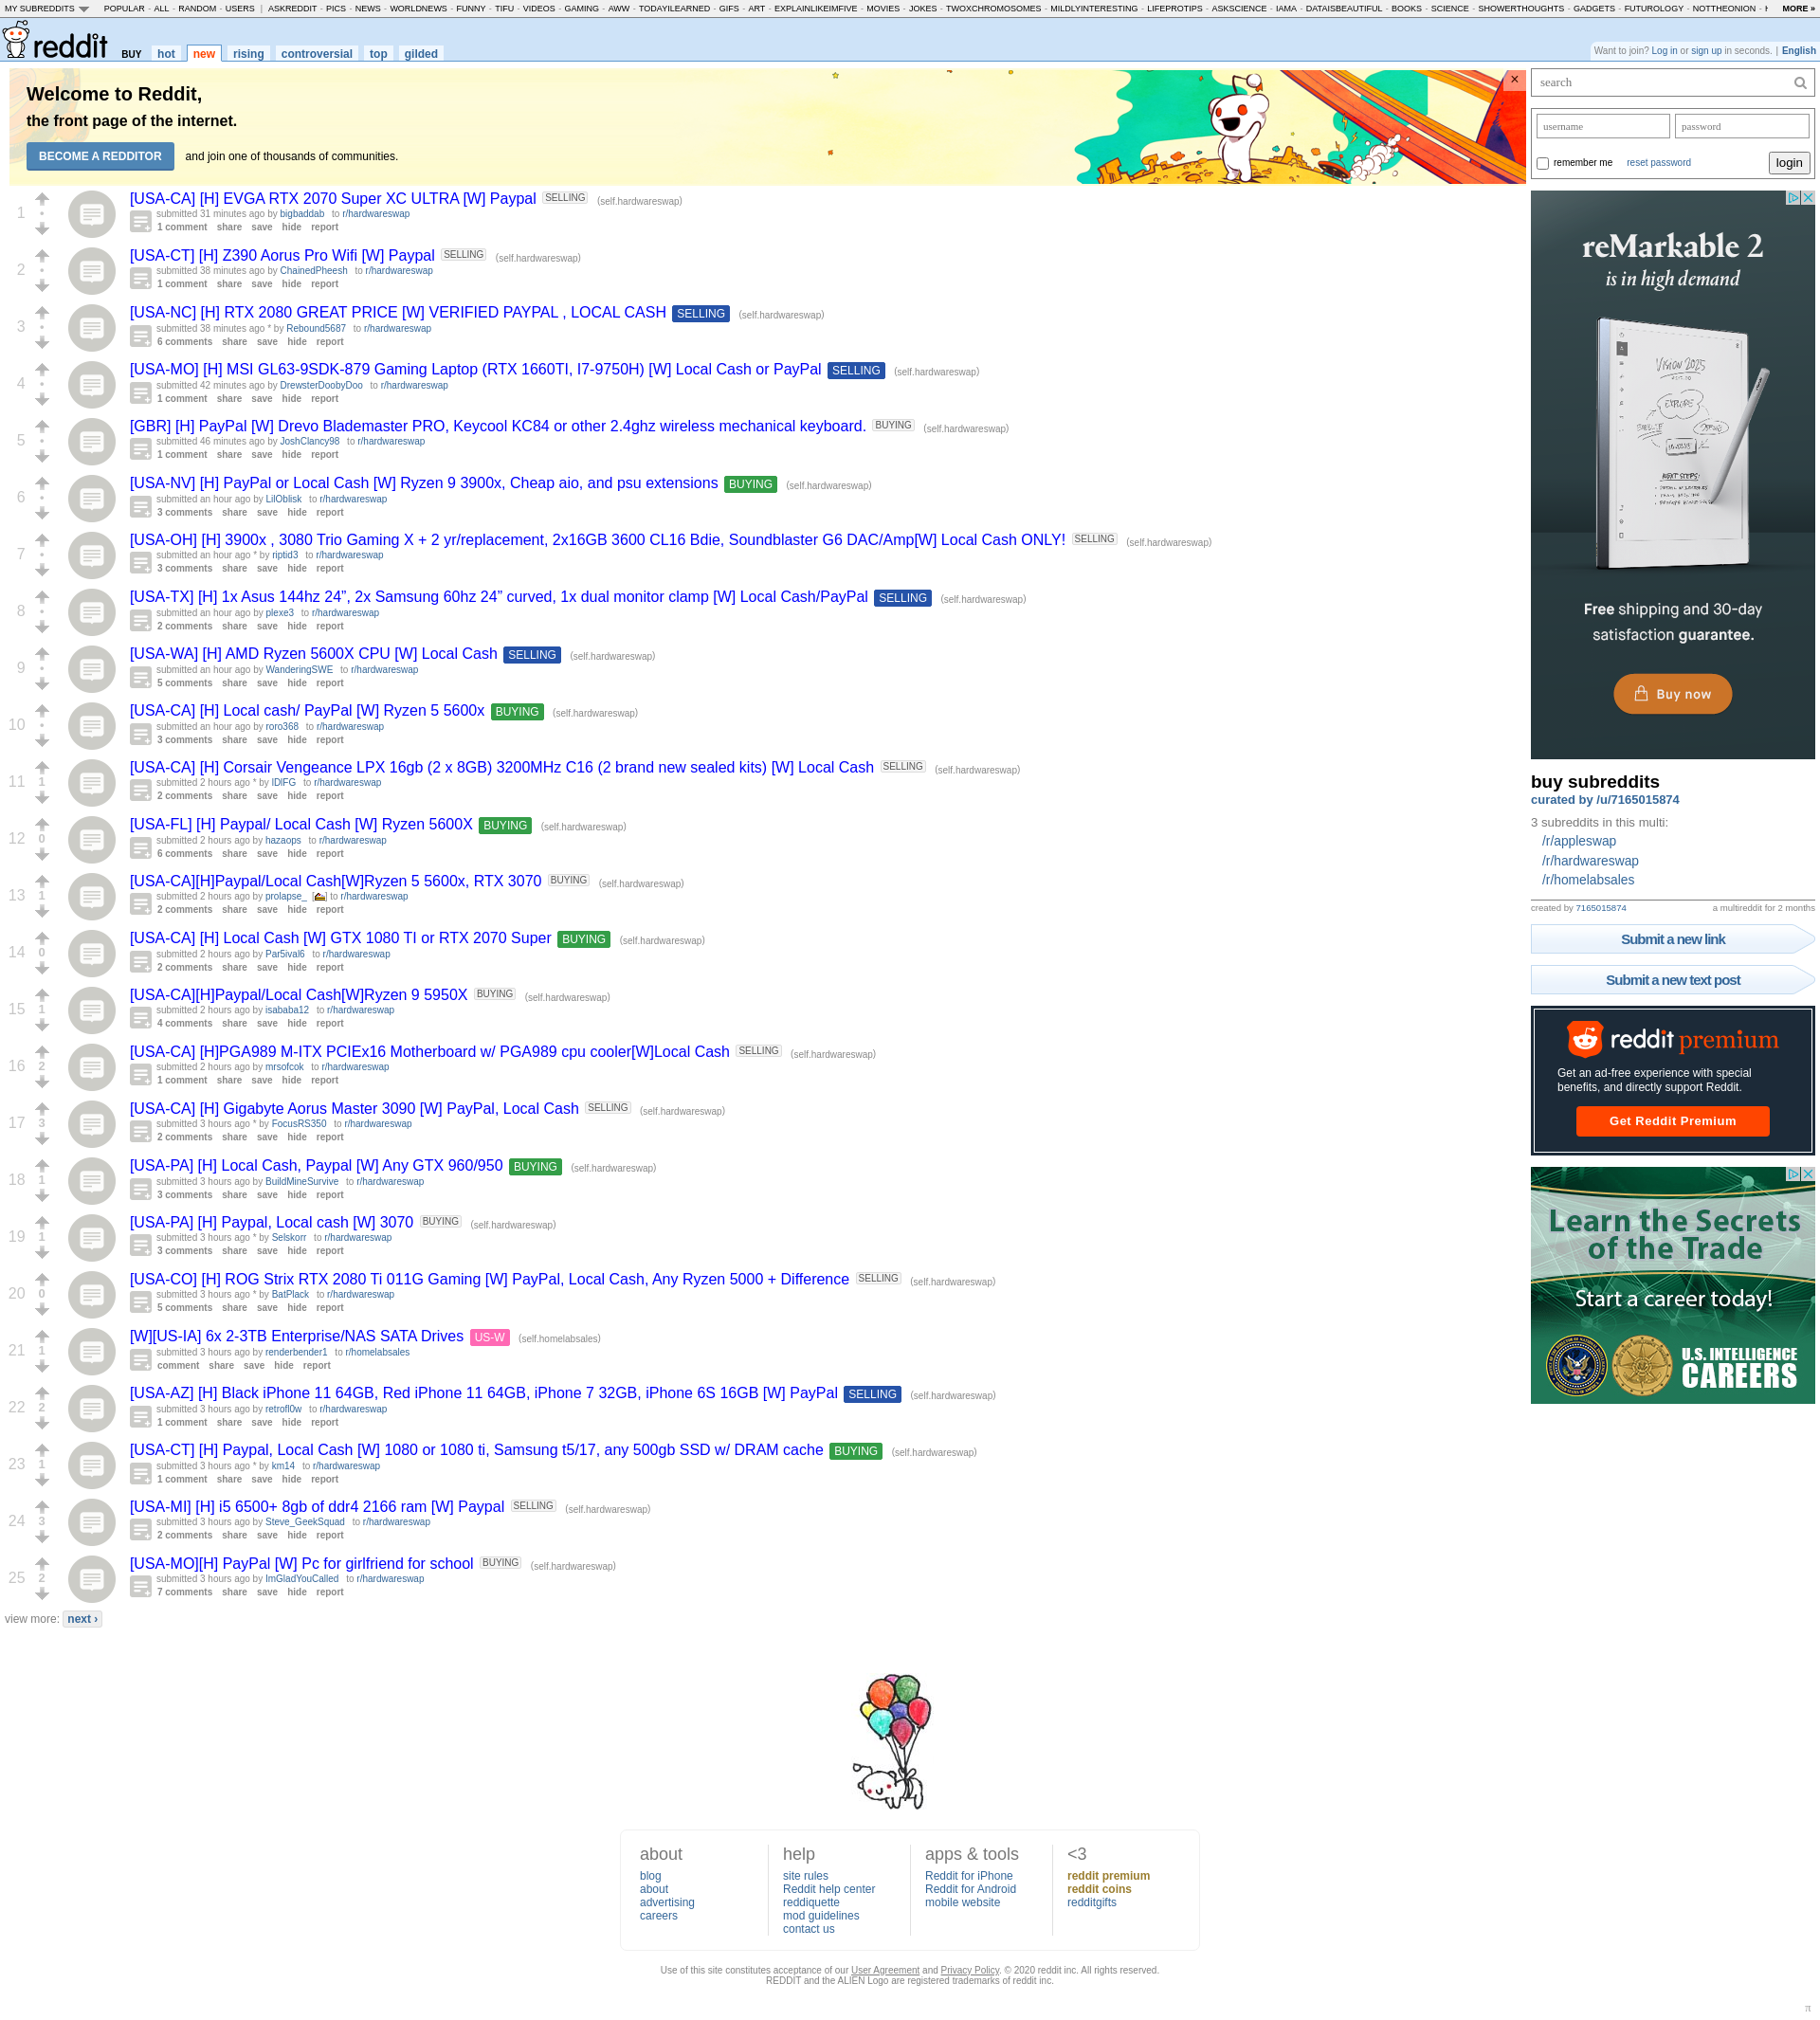 MY SUBREDDITS POPULAR - ALL - RANDOM - USERS | ASKREDDIT - PICS - NEWS - WORLDNEWS - FUNNY - TIFU - VIDEOS - GAMING - AWW - TODAYILEARNED - GIFS - ART - EXPLAINLIKEIMFIVE - MOVIES - JOKES - TWOXCHROMOSOMES - MILDLYINTERESTING - LIFEPROTIPS - ASKSCIENCE - IAMA - DATAISBEAUTIFUL - BOOKS - SCIENCE - SHOWERTHOUGHTS - GADGETS - FUTUROLOGY - NOTTHEONION - MORE »
reddit BUY hot new rising controversial top gilded
Want to join? Log in or sign up in seconds. | English
Welcome to Reddit,
the front page of the internet.
BECOME A REDDITOR and join one of thousands of communities.
×
1 [USA-CA] [H] EVGA RTX 2070 Super XC ULTRA [W] Paypal SELLING (self.hardwareswap)
•
submitted 31 minutes ago by bigbaddab to r/hardwareswap
1 comment share save hide report
2 [USA-CT] [H] Z390 Aorus Pro Wifi [W] Paypal SELLING (self.hardwareswap)
•
submitted 38 minutes ago by ChainedPheesh to r/hardwareswap
1 comment share save hide report
3 [USA-NC] [H] RTX 2080 GREAT PRICE [W] VERIFIED PAYPAL , LOCAL CASH SELLING (self.hardwareswap)
•
submitted 38 minutes ago * by Rebound5687 to r/hardwareswap
6 comments share save hide report
4 [USA-MO] [H] MSI GL63-9SDK-879 Gaming Laptop (RTX 1660TI, I7-9750H) [W] Local Cash or PayPal SELLING (self.hardwareswap)
•
submitted 42 minutes ago by DrewsterDoobyDoo to r/hardwareswap
1 comment share save hide report
5 [GBR] [H] PayPal [W] Drevo Blademaster PRO, Keycool KC84 or other 2.4ghz wireless mechanical keyboard. BUYING (self.hardwareswap)
•
submitted 46 minutes ago by JoshClancy98 to r/hardwareswap
1 comment share save hide report
6 [USA-NV] [H] PayPal or Local Cash [W] Ryzen 9 3900x, Cheap aio, and psu extensions BUYING (self.hardwareswap)
•
submitted an hour ago by LilOblisk to r/hardwareswap
3 comments share save hide report
7 [USA-OH] [H] 3900x , 3080 Trio Gaming X + 2 yr/replacement, 2x16GB 3600 CL16 Bdie, Soundblaster G6 DAC/Amp[W] Local Cash ONLY! SELLING (self.hardwareswap)
•
submitted an hour ago * by riptid3 to r/hardwareswap
3 comments share save hide report
8 [USA-TX] [H] 1x Asus 144hz 24”, 2x Samsung 60hz 24” curved, 1x dual monitor clamp [W] Local Cash/PayPal SELLING (self.hardwareswap)
•
submitted an hour ago by plexe3 to r/hardwareswap
2 comments share save hide report
9 [USA-WA] [H] AMD Ryzen 5600X CPU [W] Local Cash SELLING (self.hardwareswap)
•
submitted an hour ago by WanderingSWE to r/hardwareswap
5 comments share save hide report
10 [USA-CA] [H] Local cash/ PayPal [W] Ryzen 5 5600x BUYING (self.hardwareswap)
•
submitted an hour ago by roro368 to r/hardwareswap
3 comments share save hide report
11 [USA-CA] [H] Corsair Vengeance LPX 16gb (2 x 8GB) 3200MHz C16 (2 brand new sealed kits) [W] Local Cash SELLING (self.hardwareswap)
1
submitted 2 hours ago * by IDIFG to r/hardwareswap
2 comments share save hide report
12 [USA-FL] [H] Paypal/ Local Cash [W] Ryzen 5600X BUYING (self.hardwareswap)
0
submitted 2 hours ago by hazaops to r/hardwareswap
6 comments share save hide report
13 [USA-CA][H]Paypal/Local Cash[W]Ryzen 5 5600x, RTX 3070 BUYING (self.hardwareswap)
1
submitted 2 hours ago by prolapse_ [] to r/hardwareswap
2 comments share save hide report
14 [USA-CA] [H] Local Cash [W] GTX 1080 TI or RTX 2070 Super BUYING (self.hardwareswap)
0
submitted 2 hours ago by Par5ival6 to r/hardwareswap
2 comments share save hide report
15 [USA-CA][H]Paypal/Local Cash[W]Ryzen 9 5950X BUYING (self.hardwareswap)
1
submitted 2 hours ago by isababa12 to r/hardwareswap
4 comments share save hide report
16 [USA-CA] [H]PGA989 M-ITX PCIEx16 Motherboard w/ PGA989 cpu cooler[W]Local Cash SELLING (self.hardwareswap)
2
submitted 2 hours ago by mrsofcok to r/hardwareswap
1 comment share save hide report
17 [USA-CA] [H] Gigabyte Aorus Master 3090 [W] PayPal, Local Cash SELLING (self.hardwareswap)
3
submitted 3 hours ago * by FocusRS350 to r/hardwareswap
2 comments share save hide report
18 [USA-PA] [H] Local Cash, Paypal [W] Any GTX 960/950 BUYING (self.hardwareswap)
1
submitted 3 hours ago by BuildMineSurvive to r/hardwareswap
3 comments share save hide report
19 [USA-PA] [H] Paypal, Local cash [W] 3070 BUYING (self.hardwareswap)
1
submitted 3 hours ago * by Selskorr to r/hardwareswap
3 comments share save hide report
20 [USA-CO] [H] ROG Strix RTX 2080 Ti 011G Gaming [W] PayPal, Local Cash, Any Ryzen 5000 + Difference SELLING (self.hardwareswap)
0
submitted 3 hours ago * by BatPlack to r/hardwareswap
5 comments share save hide report
21 [W][US-IA] 6x 2-3TB Enterprise/NAS SATA Drives US-W (self.homelabsales)
1
submitted 3 hours ago by renderbender1 to r/homelabsales
comment share save hide report
22 [USA-AZ] [H] Black iPhone 11 64GB, Red iPhone 11 64GB, iPhone 7 32GB, iPhone 6S 16GB [W] PayPal SELLING (self.hardwareswap)
2
submitted 3 hours ago by retrofl0w to r/hardwareswap
1 comment share save hide report
23 [USA-CT] [H] Paypal, Local Cash [W] 1080 or 1080 ti, Samsung t5/17, any 500gb SSD w/ DRAM cache BUYING (self.hardwareswap)
1
submitted 3 hours ago * by km14 to r/hardwareswap
1 comment share save hide report
24 [USA-MI] [H] i5 6500+ 8gb of ddr4 2166 ram [W] Paypal SELLING (self.hardwareswap)
3
submitted 3 hours ago by Steve_GeekSquad to r/hardwareswap
2 comments share save hide report
25 [USA-MO][H] PayPal [W] Pc for girlfriend for school BUYING (self.hardwareswap)
2
submitted 3 hours ago by ImGladYouCalled to r/hardwareswap
7 comments share save hide report
view more: next ›
search
username password
remember me reset password login
reMarkable 2
is in high demand
Vision 2025
EXPLORE
NEXT STEPS:
Free shipping and 30-day
satisfaction guarantee.
Buy now
buy subreddits
curated by /u/7165015874
3 subreddits in this multi:
/r/appleswap
/r/hardwareswap
/r/homelabsales
created by 7165015874 a multireddit for 2 months
Submit a new link
Submit a new text post
reddit premium
Get an ad-free experience with special
benefits, and directly support Reddit.
Get Reddit Premium
Learn the Secrets
of the Trade
Start a career today!
U.S. INTELLIGENCE
CAREERS
about help apps & tools <3
blog site rules Reddit for iPhone reddit premium
about Reddit help center Reddit for Android reddit coins
advertising reddiquette mobile website redditgifts
careers mod guidelines
contact us
Use of this site constitutes acceptance of our User Agreement and Privacy Policy. © 2020 reddit inc. All rights reserved.
REDDIT and the ALIEN Logo are registered trademarks of reddit inc.
π